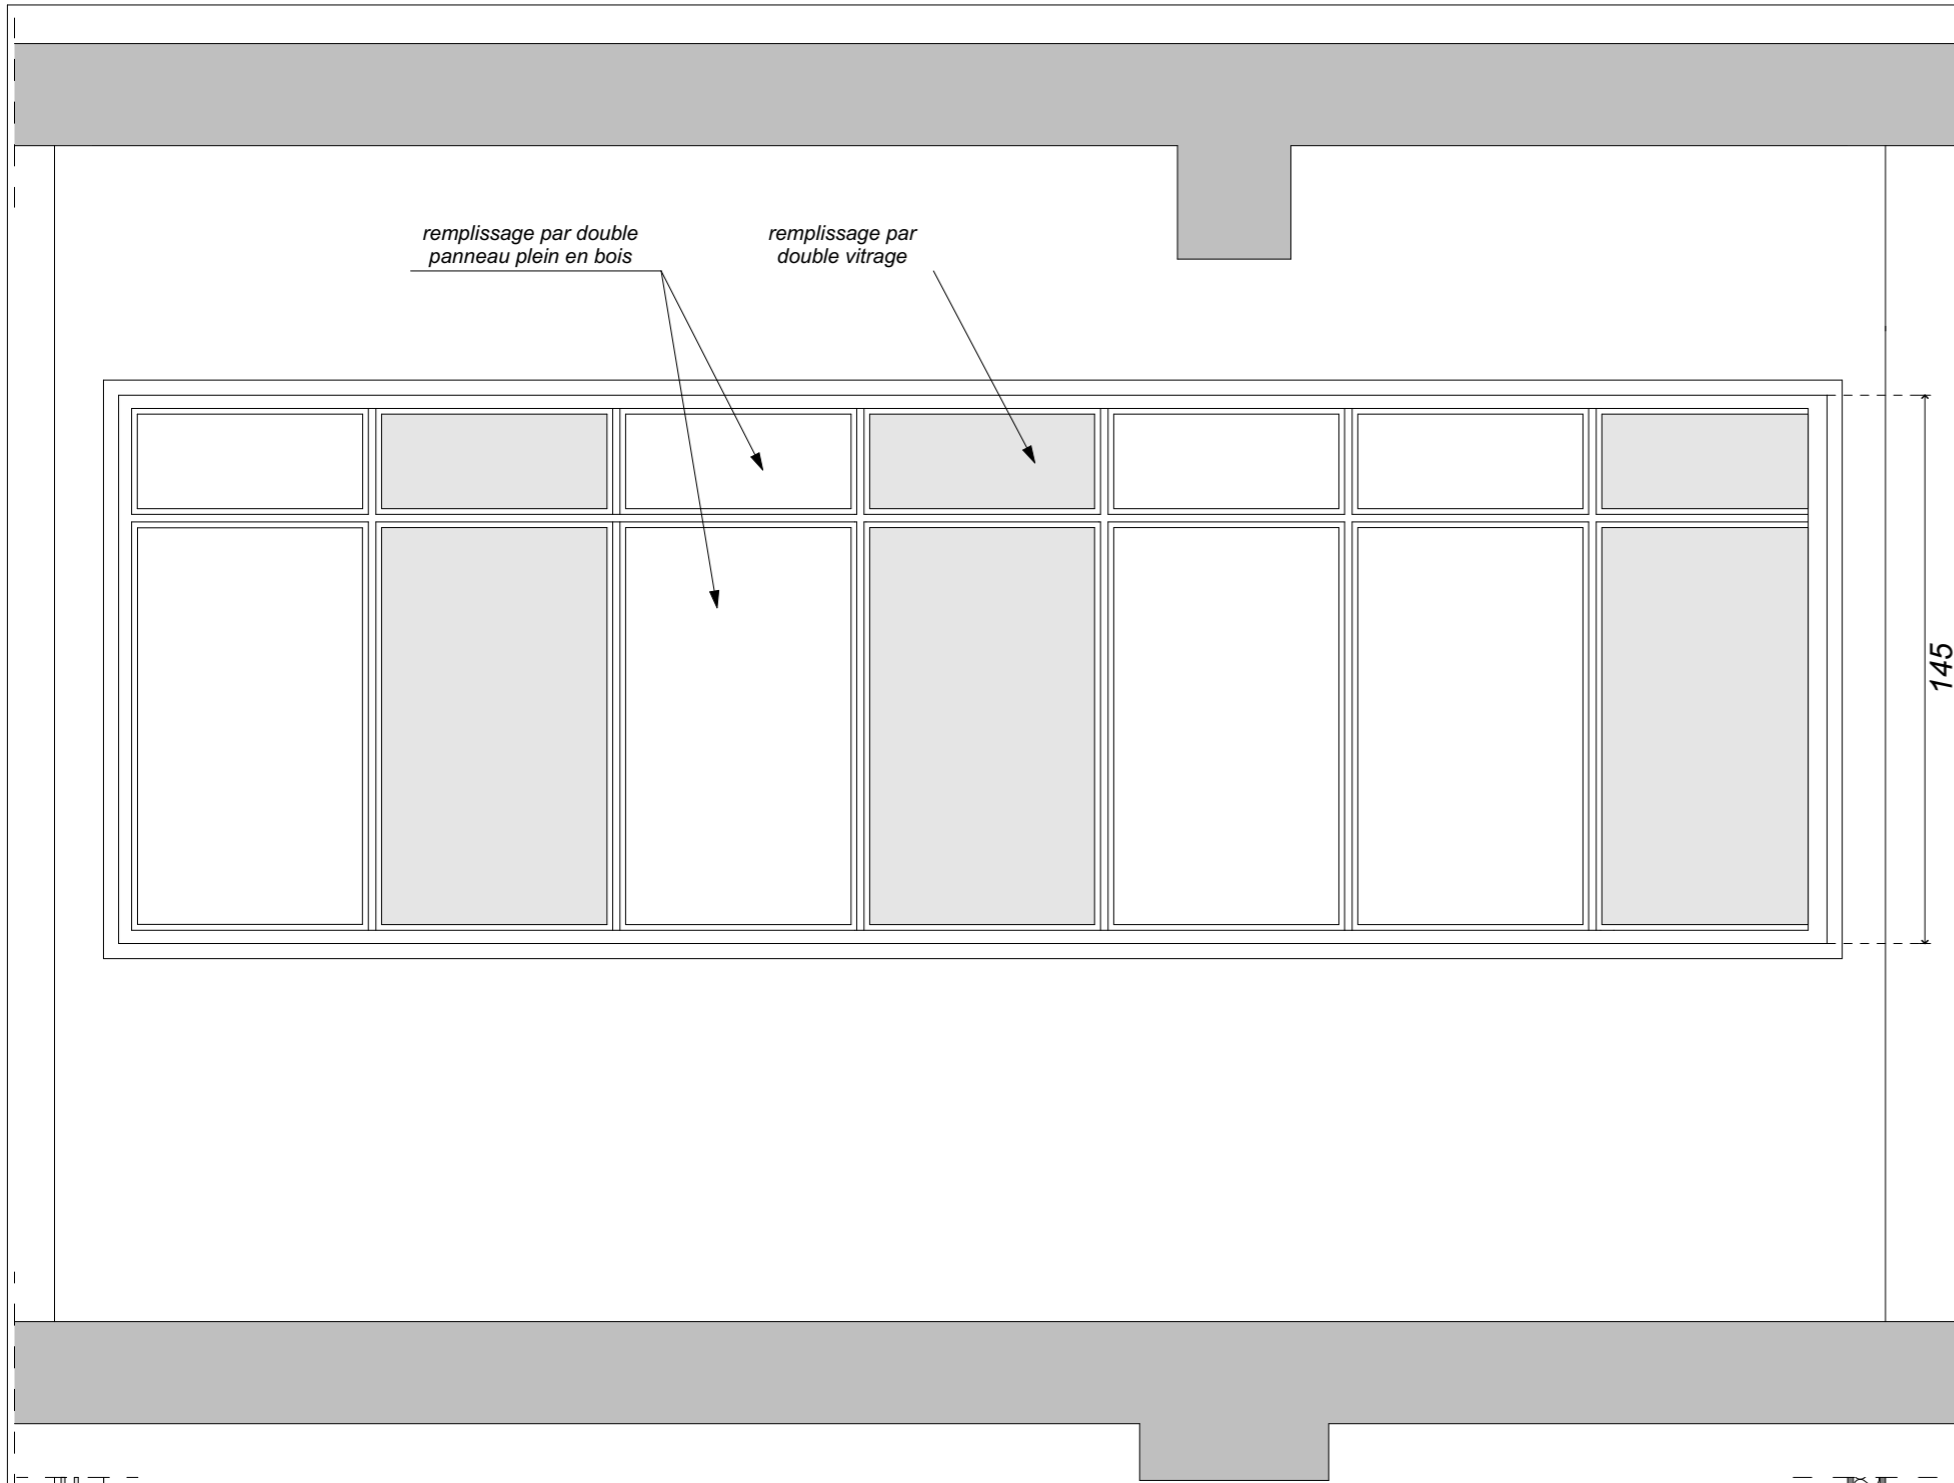 remplissage par double
panneau plein en bois
remplissage par
double vitrage
145